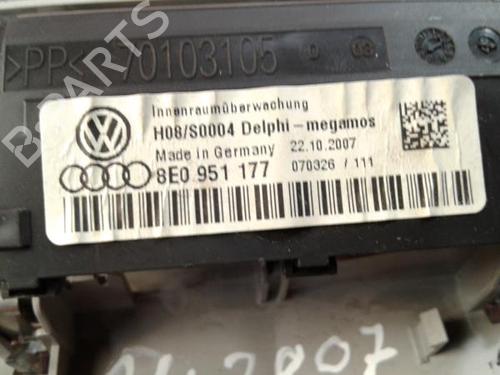 >PP< 70103105
Innenraumüberwachung
H08/S0004 Delphi-megamos
Made in Germany 22.10.2007
8E0 951 177 070326 / 111
B-PARTS